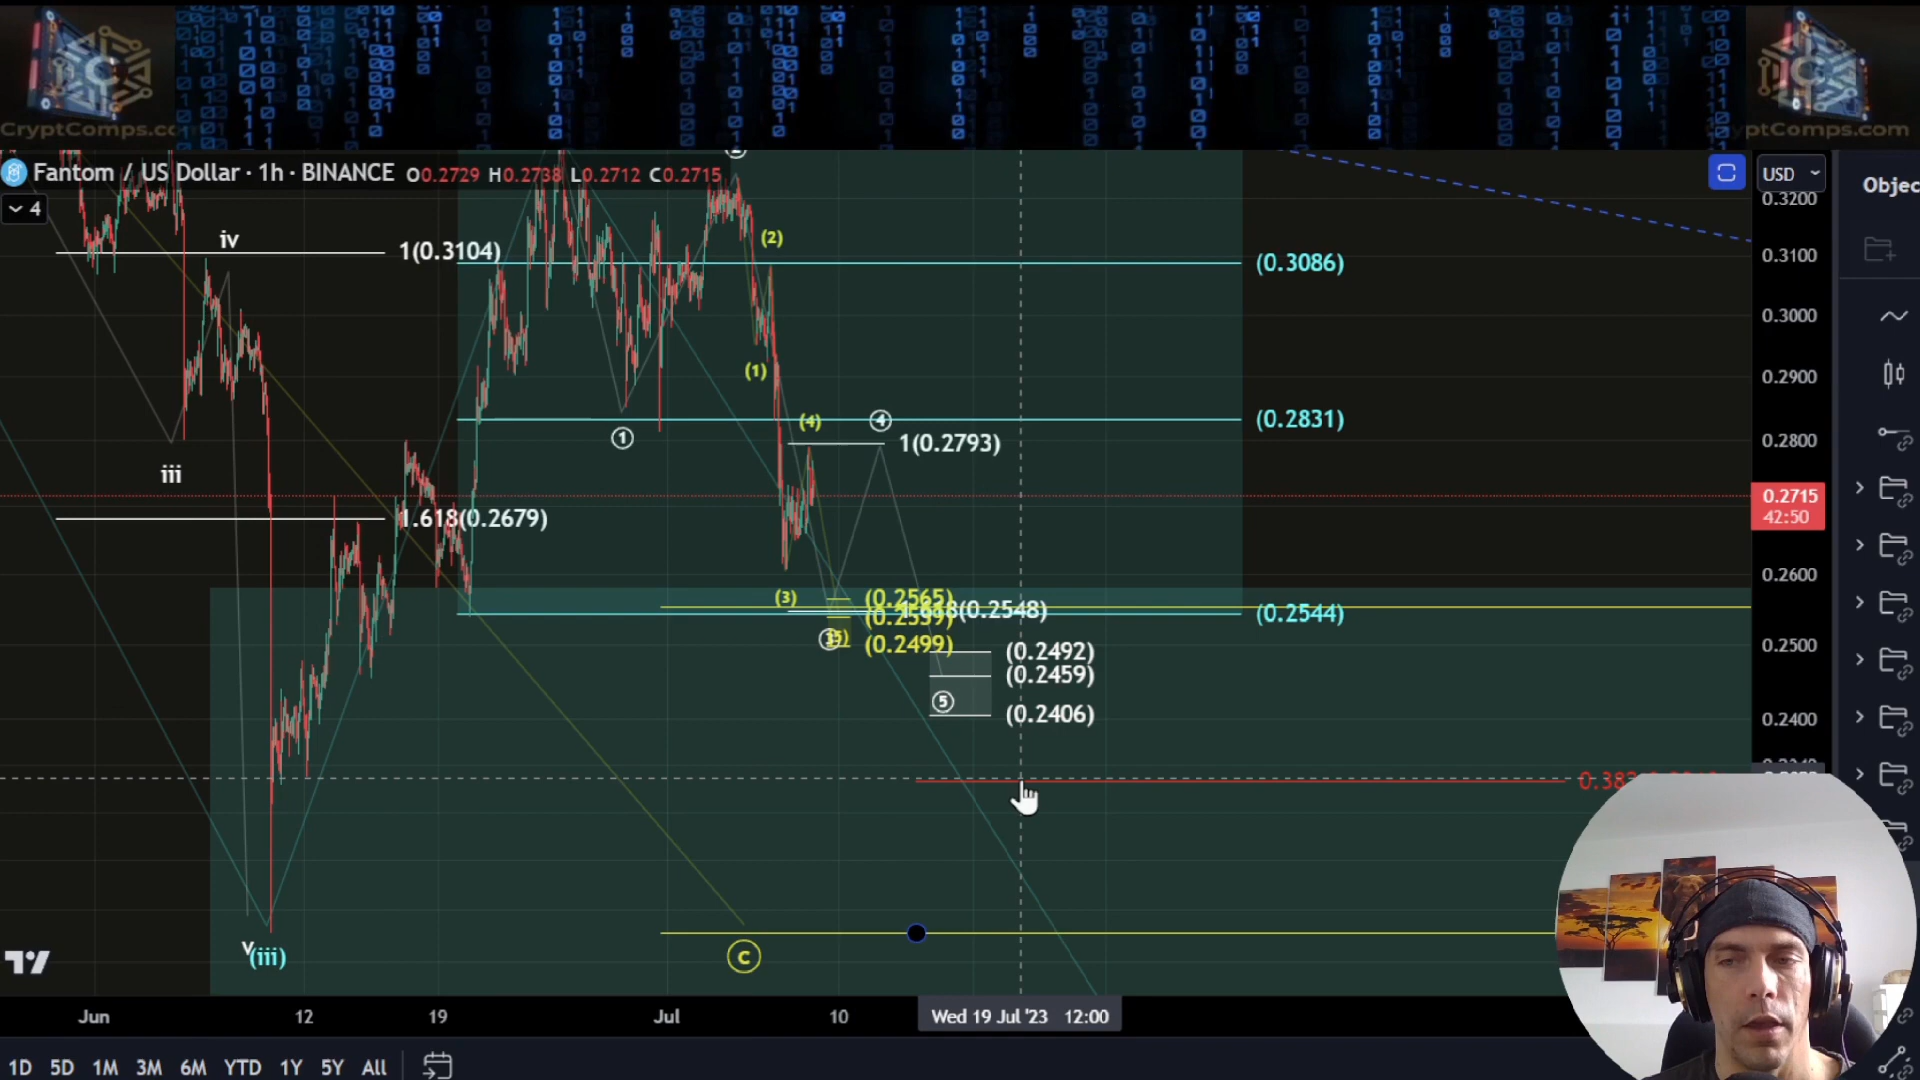 CryptComps.c
ptComps.com
Fantom / US Dollar · 1h · BINANCE O0.2729 H0.2738 L0.2712 C0.2715
USD
Objec
4
0.3200
iv
1(0.3104)
(2)
0.3100
(0.3086)
0.3000
(1)
0.2900
(4)
4
(0.2831)
1
1(0.2793)
0.2800
iii
0.2715
42:50
1.618(0.2679)
0.2600
(3)
(0.2565)
(0.2548)
(0.2544)
(0.2499)
(0.2492)
0.2500
(0.2459)
5
(0.2406)
0.2400
v
(iii)
C
Jun
12
19
Jul
10
Wed 19 Jul '23 12:00
1D 5D 1M 3M 6M YTD 1Y 5Y All